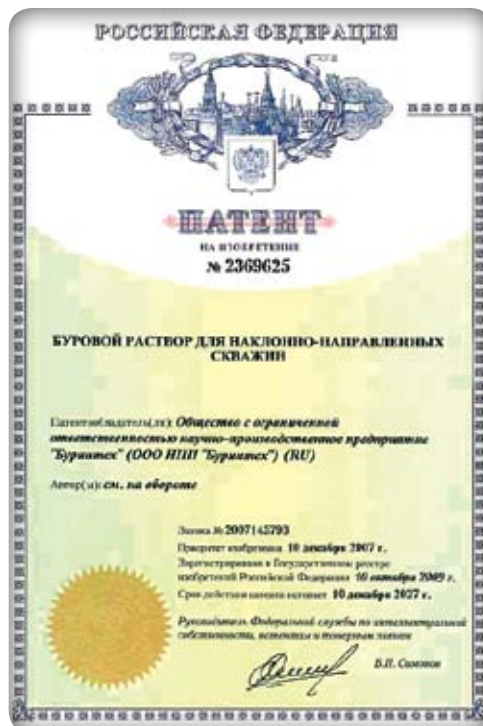 РОССИЙСКАЯ ФЕДЕРАЦИЯ
ПАТЕНТ
НА ИЗОБРЕТЕНИЕ
№ 2369625
БУРОВОЙ РАСТВОР ДЛЯ НАКЛОННО-НАПРАВЛЕННЫХ
СКВАЖИН
Патентообладатель(ли): Общество с ограниченной
ответственностью научно-производственное предприятие
"Буринтех" (ООО НПП "Буринтех") (RU)
Автор(ы): см. на обороте
Заявка № 2007145793
Приоритет изобретения 10 декабря 2007 г.
Зарегистрировано в Государственном реестре
изобретений Российской Федерации 10 октября 2009 г.
Срок действия патента истекает 10 декабря 2027 г.
Руководитель Федеральной службы по интеллектуальной
собственности, патентам и товарным знакам
Б.П. Симонов